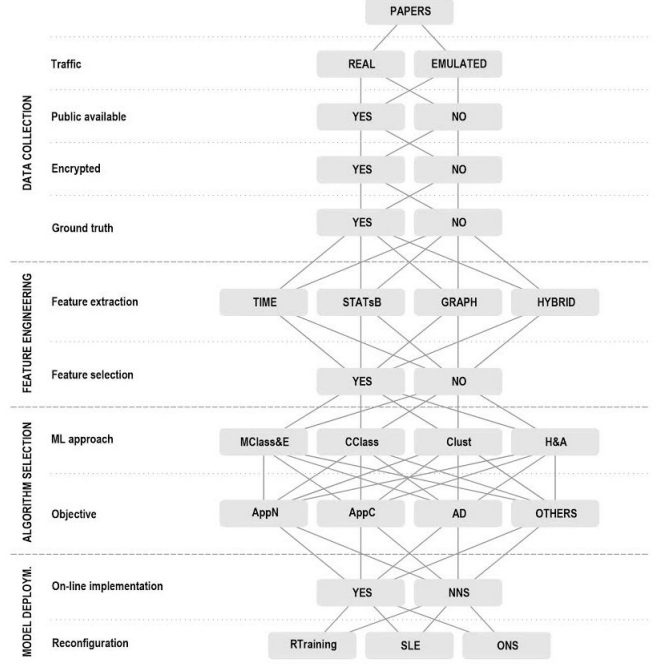 PAPERS
Traffic REAL EMULATED
Public available YES NO
Encrypted YES NO
Ground truth YES NO
DATA COLLECTION
Feature extraction TIME STATsB GRAPH HYBRID
Feature selection YES NO
FEATURE ENGINEERING
ML approach MClass&E CClass Clust H&A
Objective AppN AppC AD OTHERS
ALGORITHM SELECTION
On-line implementation YES NNS
Reconfiguration RTraining SLE ONS
MODEL DEPLOYM.